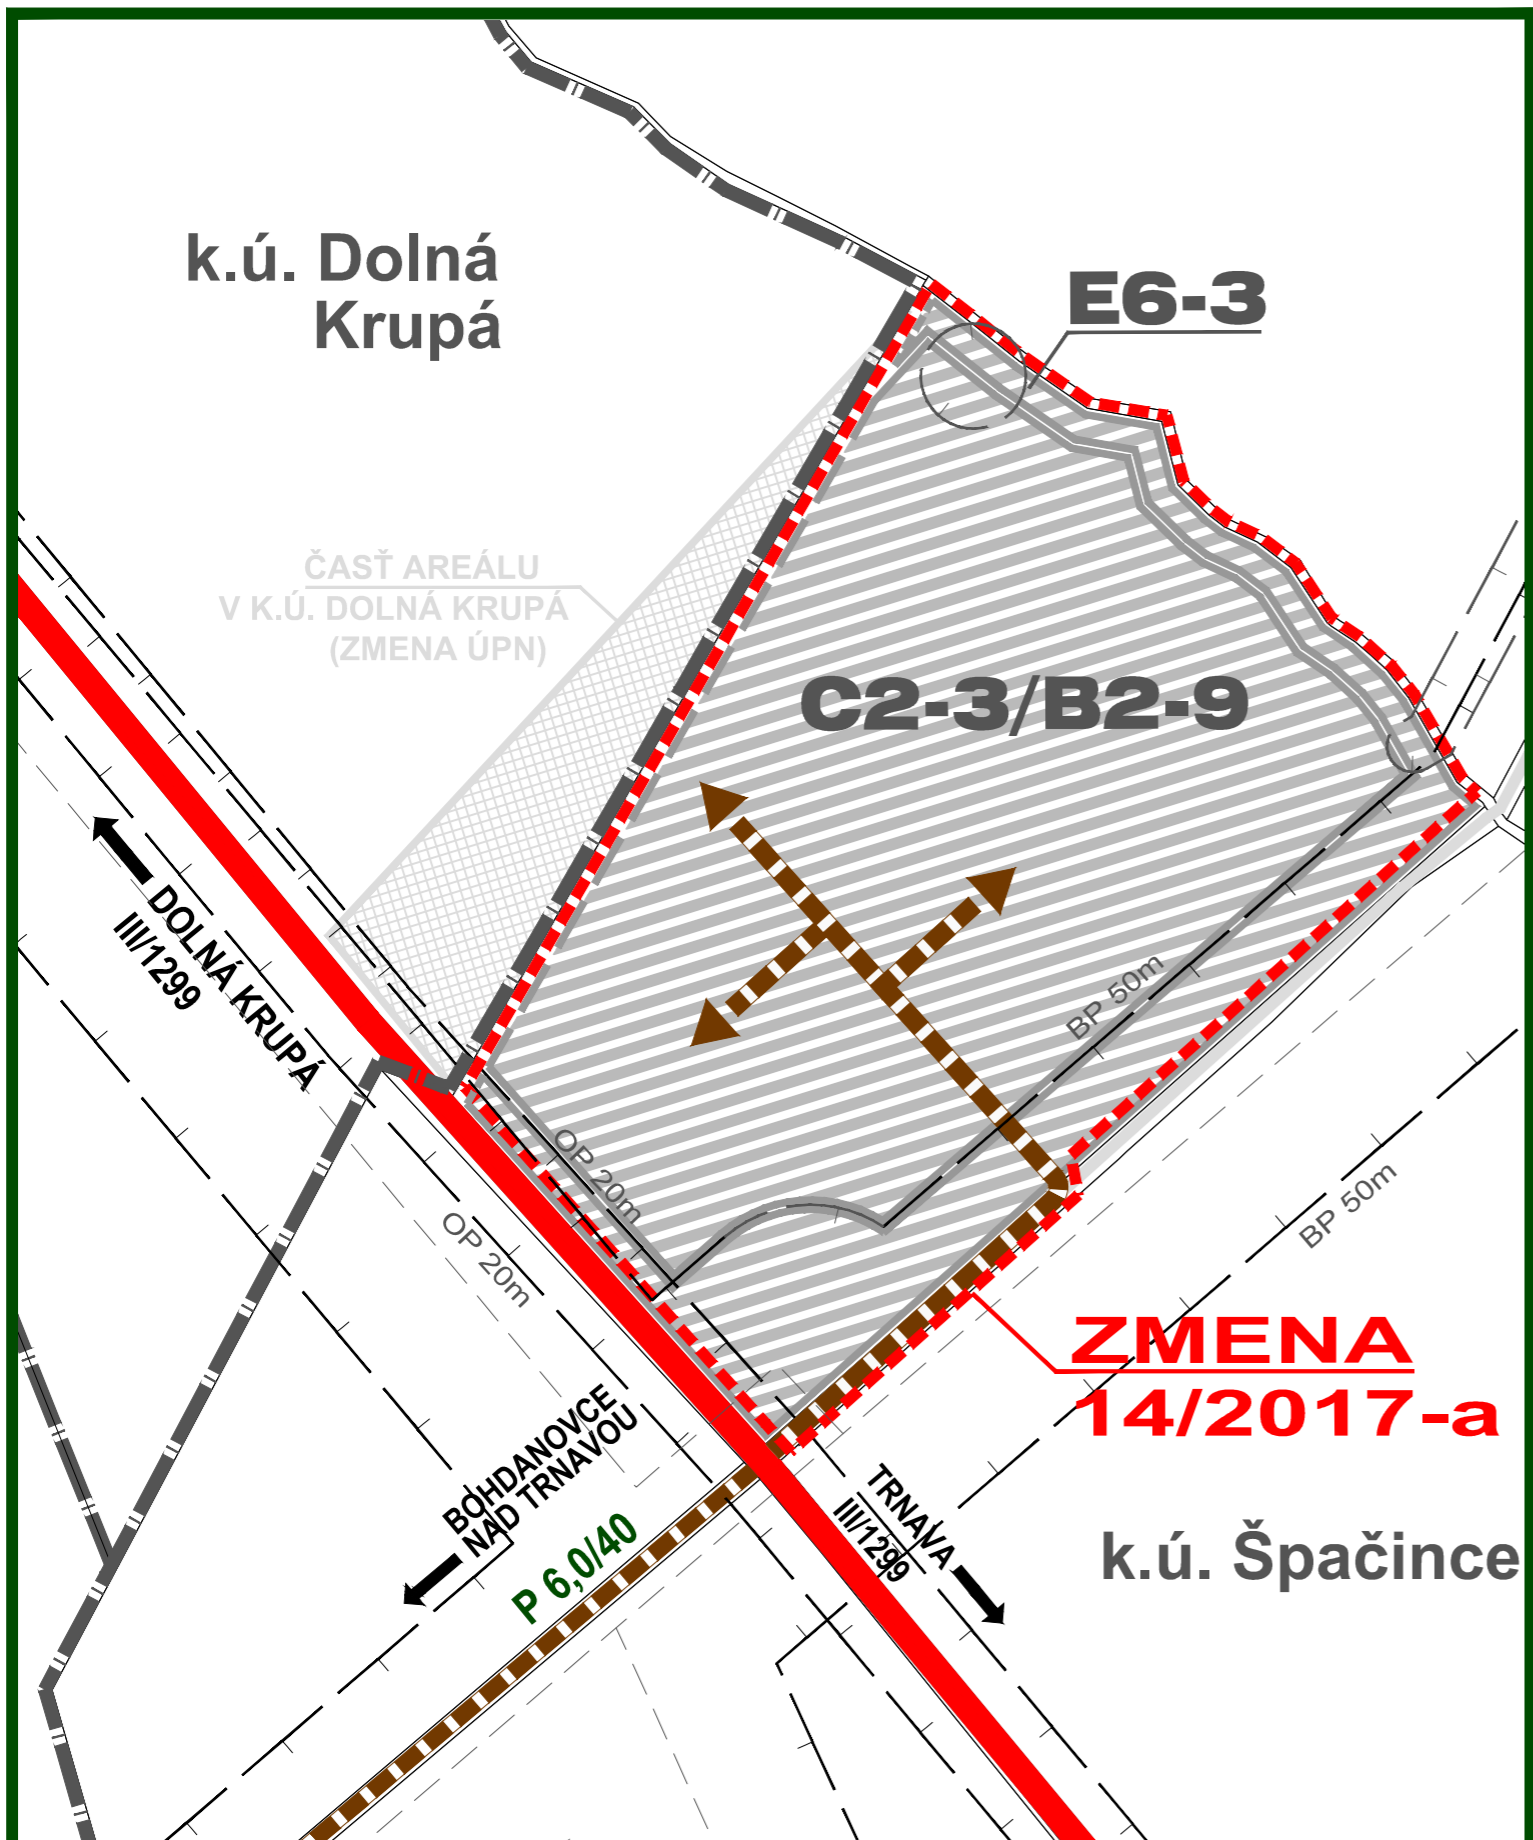 k.ú. Dolná
Krupá
E6-3
ČASŤ AREÁLU
V K.Ú. DOLNÁ KRUPÁ
(ZMENA ÚPN)
C2-3/B2-9
DOLNÁ KRUPÁ
III/1299
BP 50m
OP 20m
OP 20m
BP 50m
ZMENA
14/2017-a
BOHDANOVCE
NAD TRNAVOU
P 6,0/40
TRNAVA
III/1299
k.ú. Špačince